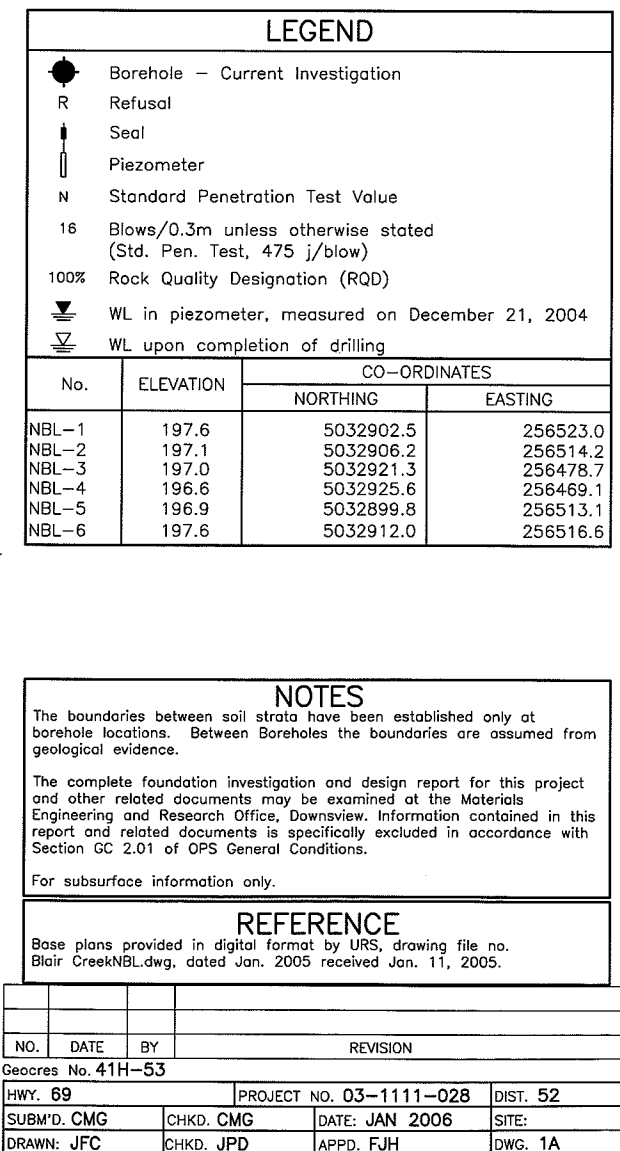 LEGEND
Borehole – Current Investigation
R Refusal
Seal
Piezometer
N Standard Penetration Test Value
16 Blows/0.3m unless otherwise stated
(Std. Pen. Test, 475 j/blow)
100% Rock Quality Designation (RQD)
WL in piezometer, measured on December 21, 2004
WL upon completion of drilling
No. ELEVATION CO-ORDINATES
NORTHING EASTING
NBL-1 197.6 5032902.5 256523.0
NBL-2 197.1 5032906.2 256514.2
NBL-3 197.0 5032921.3 256478.7
NBL-4 196.6 5032925.6 256469.1
NBL-5 196.9 5032899.8 256513.1
NBL-6 197.6 5032912.0 256516.6
NOTES
The boundaries between soil strata have been established only at
borehole locations. Between Boreholes the boundaries are assumed from
geological evidence.
The complete foundation investigation and design report for this project
and other related documents may be examined at the Materials
Engineering and Research Office, Downsview. Information contained in this
report and related documents is specifically excluded in accordance with
Section GC 2.01 of OPS General Conditions.
For subsurface information only.
REFERENCE
Base plans provided in digital format by URS, drawing file no.
Blair CreekNBL.dwg, dated Jan. 2005 received Jan. 11, 2005.
NO. DATE BY REVISION
Geocres No. 41H-53
HWY. 69 PROJECT NO. 03-1111-028 DIST. 52
SUBM'D. CMG CHKD. CMG DATE: JAN 2006 SITE:
DRAWN: JFC CHKD. JPD APPD. FJH DWG. 1A